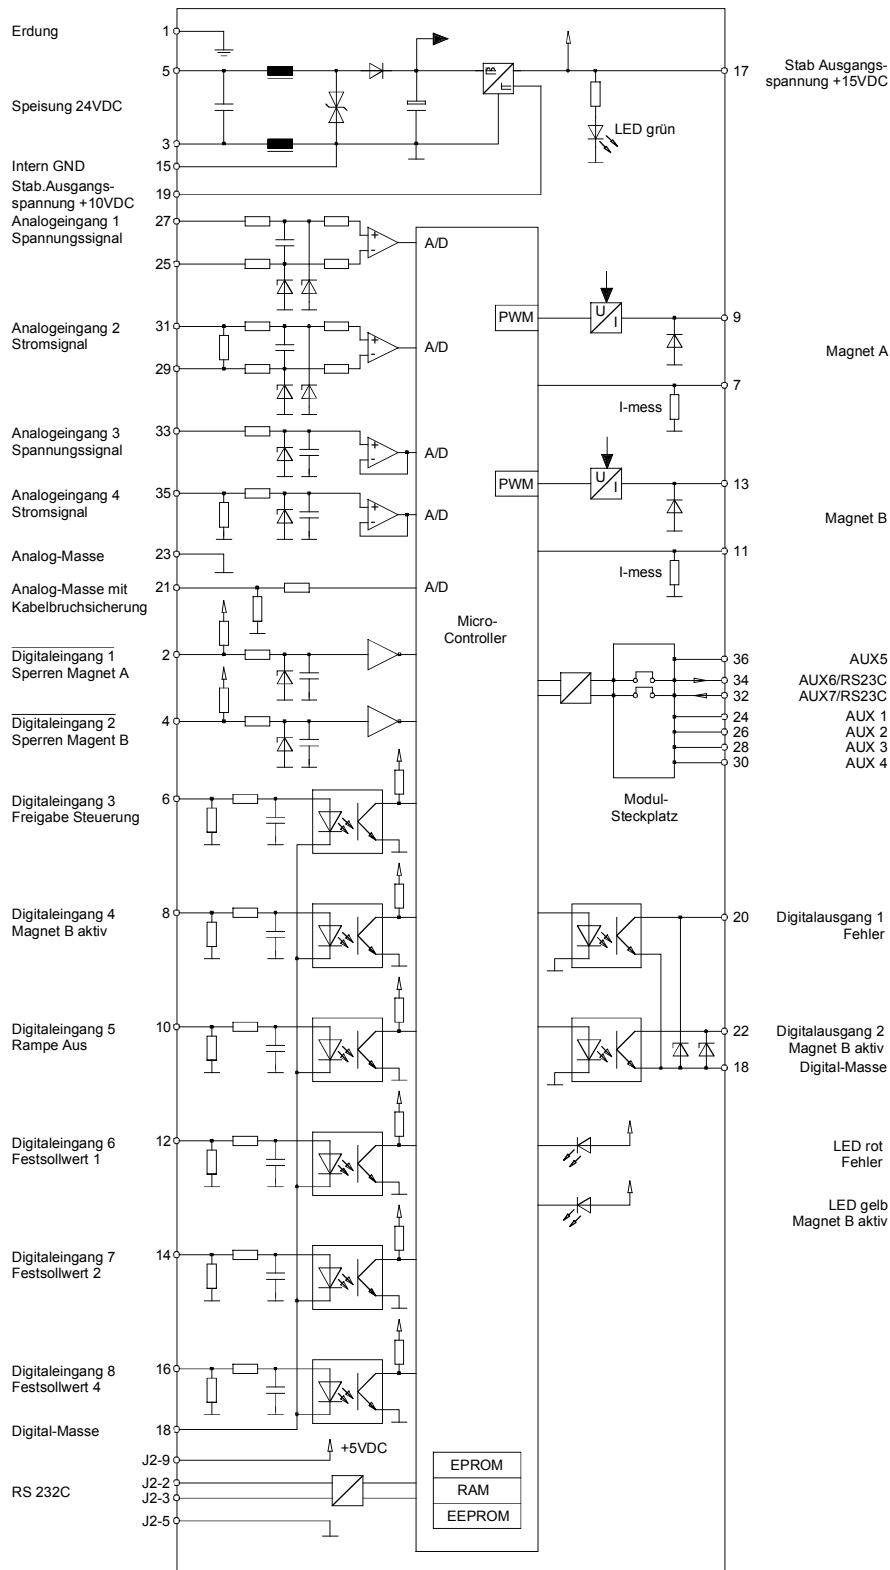 Erdung 1
5
17 Stab Ausgangs-
spannung +15VDC
Speisung 24VDC
LED grün
3
Intern GND 15
Stab.Ausgangs-
spannung +10VDC 19
Analogeingang 1 27
Spannungssignal
+
-
A/D
25
PWM
U
I
9
Analogeingang 2 31
Stromsignal
+
-
A/D
29
Magnet A
7
I-mess
Analogeingang 3 33
Spannungssignal
+
-
A/D
PWM
U
I
13
Analogeingang 4 35
Stromsignal
+
-
A/D
Magnet B
Analog-Masse 23
11
I-mess
Analog-Masse mit 21
Kabelbruchsicherung
A/D
Micro-
Controller
Digitaleingang 1 2
Sperren Magnet A
36 AUX5
34 AUX6/RS23C
32 AUX7/RS23C
24 AUX 1
26 AUX 2
28 AUX 3
30 AUX 4
Digitaleingang 2 4
Sperren Magent B
Modul-
Steckplatz
Digitaleingang 3 6
Freigabe Steuerung
Digitaleingang 4 8
Magnet B aktiv
20 Digitalausgang 1
Fehler
Digitaleingang 5 10
Rampe Aus
22 Digitalausgang 2
Magnet B aktiv
18 Digital-Masse
Digitaleingang 6 12
Festsollwert 1
LED rot
Fehler
LED gelb
Magnet B aktiv
Digitaleingang 7 14
Festsollwert 2
Digitaleingang 8 16
Festsollwert 4
Digital-Masse 18
J2-9
+5VDC
RS 232C
J2-2
J2-3
J2-5
EPROM
RAM
EEPROM